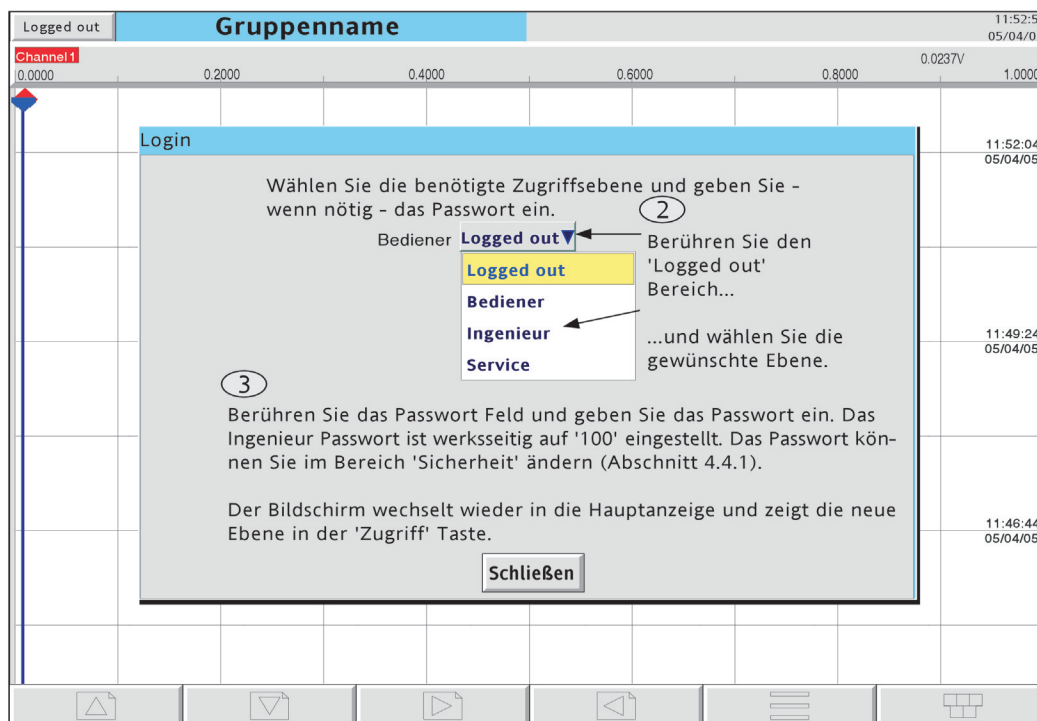 Logged out
Gruppenname
11:52:5
05/04/0
Channel 1
0.0237V
0.0000
0.2000
0.4000
0.6000
0.8000
1.0000
Login
11:52:04
05/04/05
Wählen Sie die benötigte Zugriffsebene und geben Sie -
wenn nötig - das Passwort ein.
2
Bediener Logged out
Berühren Sie den
'Logged out'
Bereich...
Logged out
Bediener
Ingenieur
Service
...und wählen Sie die
gewünschte Ebene.
11:49:24
05/04/05
3
Berühren Sie das Passwort Feld und geben Sie das Passwort ein. Das
Ingenieur Passwort ist werksseitig auf '100' eingestellt. Das Passwort kön-
nen Sie im Bereich 'Sicherheit' ändern (Abschnitt 4.4.1).
Der Bildschirm wechselt wieder in die Hauptanzeige und zeigt die neue
Ebene in der 'Zugriff' Taste.
11:46:44
05/04/05
Schließen